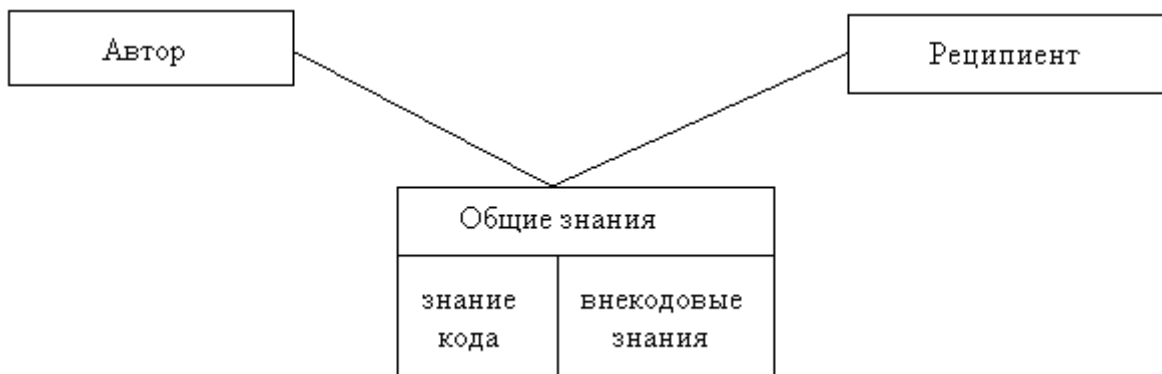 Автор
Реципиент
Общие знания
знание
кода
внекодовые
знания